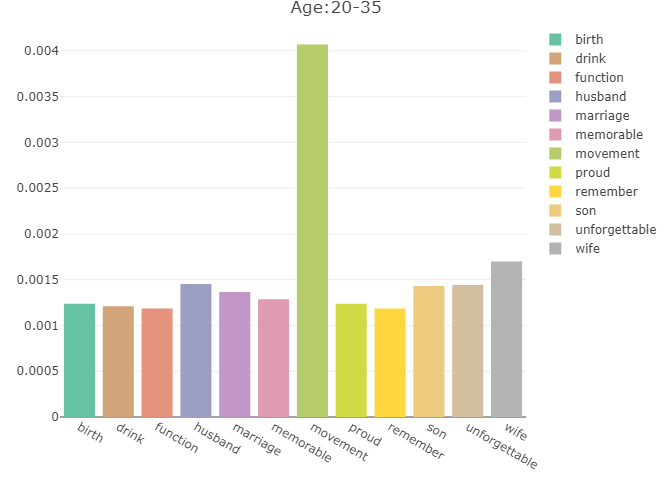 Age:20-35
0.004
0.0035
0.003
0.0025
0.002
0.0015
0.001
0.0005
0
birth
drink
function
husband
marriage
memorable
movement
proud
remember
son
unforgettable
wife
birth
drink
function
husband
marriage
memorable
movement
proud
remember
son
unforgettable
wife